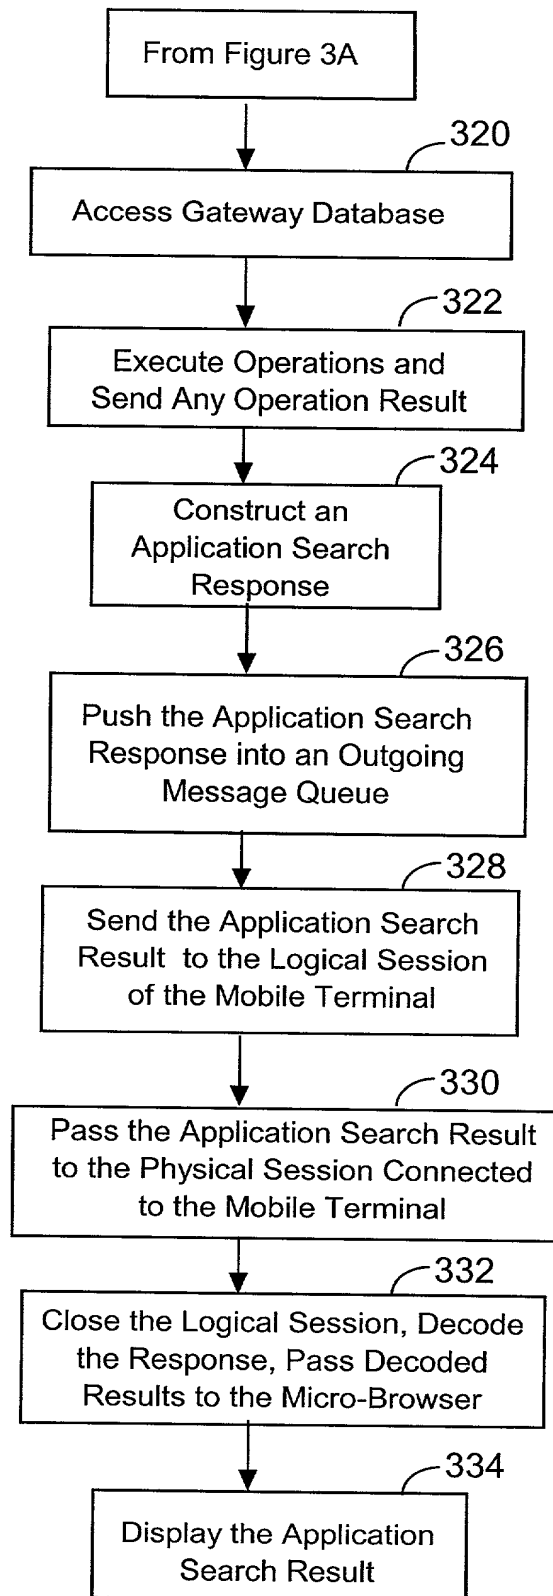 From Figure 3A
320
Access Gateway Database
322
Execute Operations and
Send Any Operation Result
324
Construct an
Application Search
Response
326
Push the Application Search
Response into an Outgoing
Message Queue
328
Send the Application Search
Result to the Logical Session
of the Mobile Terminal
330
Pass the Application Search Result
to the Physical Session Connected
to the Mobile Terminal
332
Close the Logical Session, Decode
the Response, Pass Decoded
Results to the Micro-Browser
334
Display the Application
Search Result